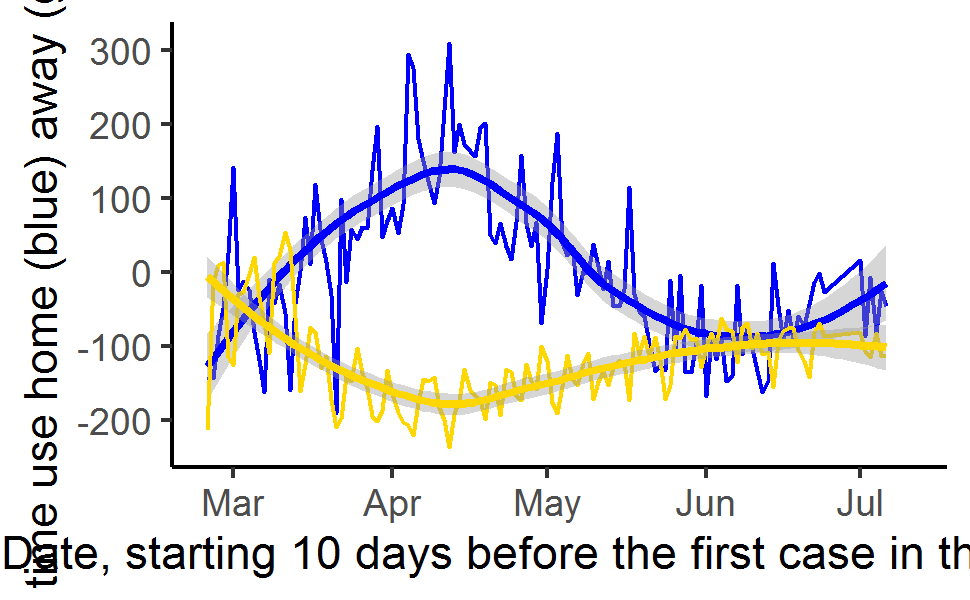 time use home (blue) away (
300
200
100
0
-100
-200
Mar Apr May Jun Jul
Date, starting 10 days before the first case in th